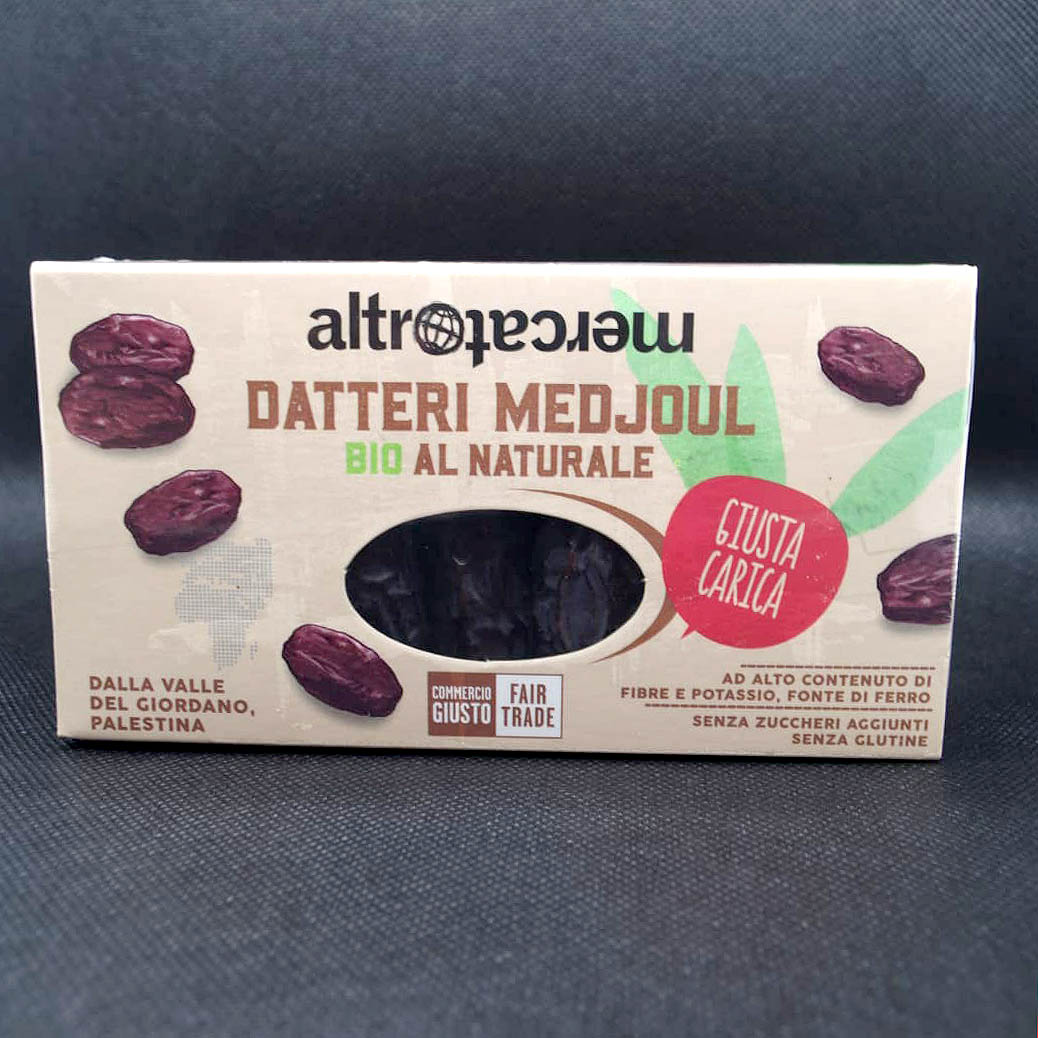 altromercato
DATTERI MEDJOUL
BIO AL NATURALE
GIUSTA
CARICA
DALLA VALLE
DEL GIORDANO,
PALESTINA
COMMERCIO
GIUSTO
FAIR
TRADE
AD ALTO CONTENUTO DI
FIBRE E POTASSIO, FONTE DI FERRO
SENZA ZUCCHERI AGGIUNTI
SENZA GLUTINE